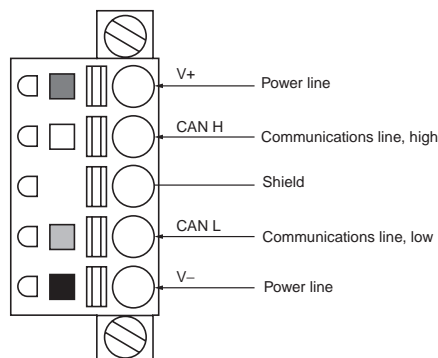 V+
Power line
CAN H
Communications line, high
Shield
CAN L
Communications line, low
V−
Power line